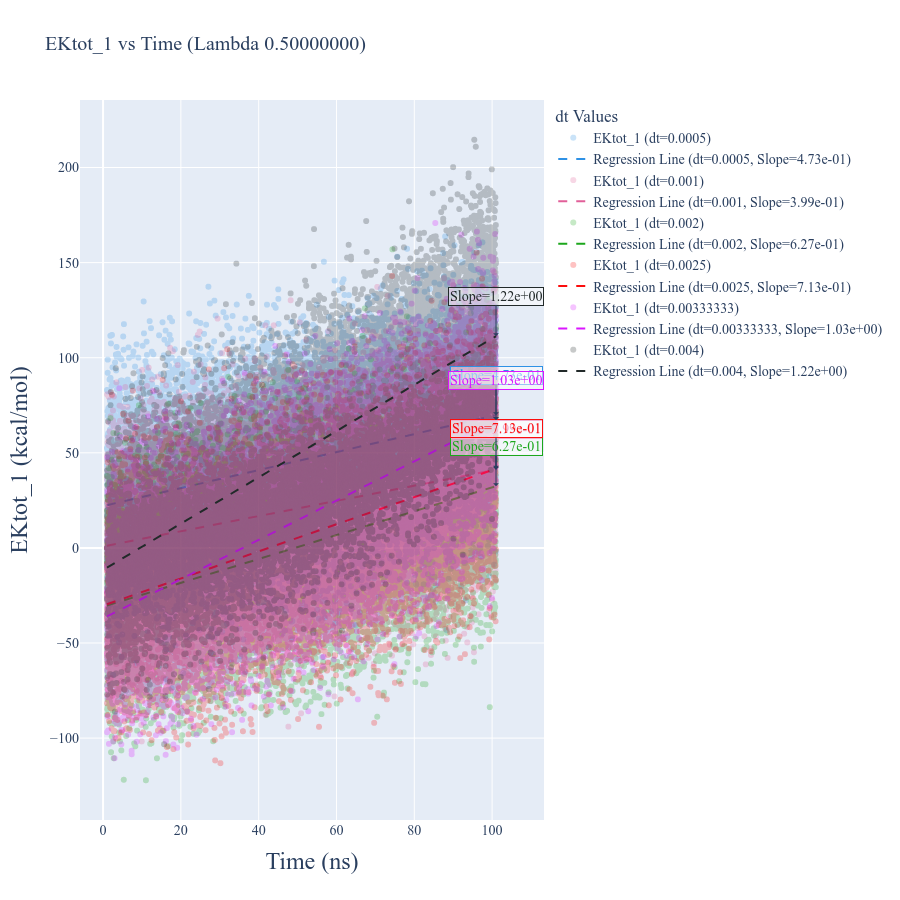 EKtot_1 vs Time (Lambda 0.50000000)
dt Values
EKtot_1 (dt=0.0005)
Regression Line (dt=0.0005, Slope=4.73e-01)
EKtot_1 (dt=0.001)
Regression Line (dt=0.001, Slope=3.99e-01)
EKtot_1 (dt=0.002)
Regression Line (dt=0.002, Slope=6.27e-01)
EKtot_1 (dt=0.0025)
Regression Line (dt=0.0025, Slope=7.13e-01)
EKtot_1 (dt=0.00333333)
Regression Line (dt=0.00333333, Slope=1.03e+00)
EKtot_1 (dt=0.004)
Regression Line (dt=0.004, Slope=1.22e+00)
200
150
100
50
0
−50
−100
EKtot_1 (kcal/mol)
Slope=1.22e+00
Slope=1.03e+00
Slope=7.13e-01
Slope=6.27e-01
0
20
40
60
80
100
Time (ns)